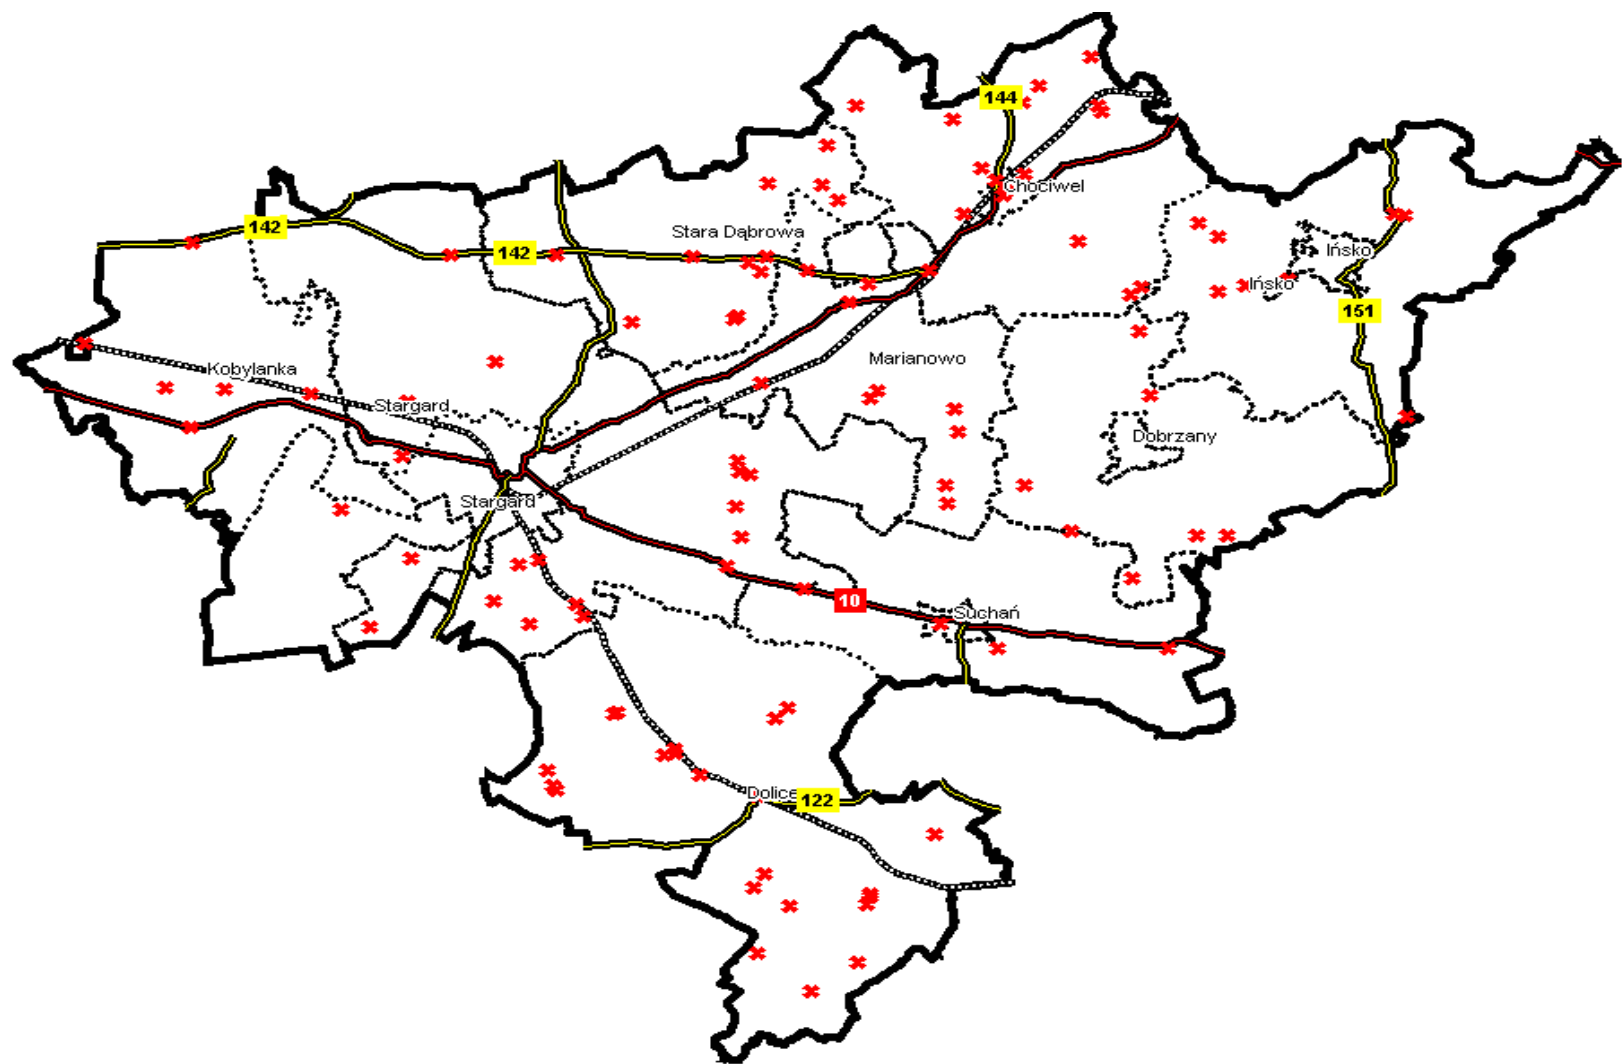 144
Chociwel
142
Stara Dąbrowa
142
Ińsko
Ińsko
151
Marianowo
Kobylanka
Stargard
Dobrzany
Stargard
10
Suchań
Dolice
122